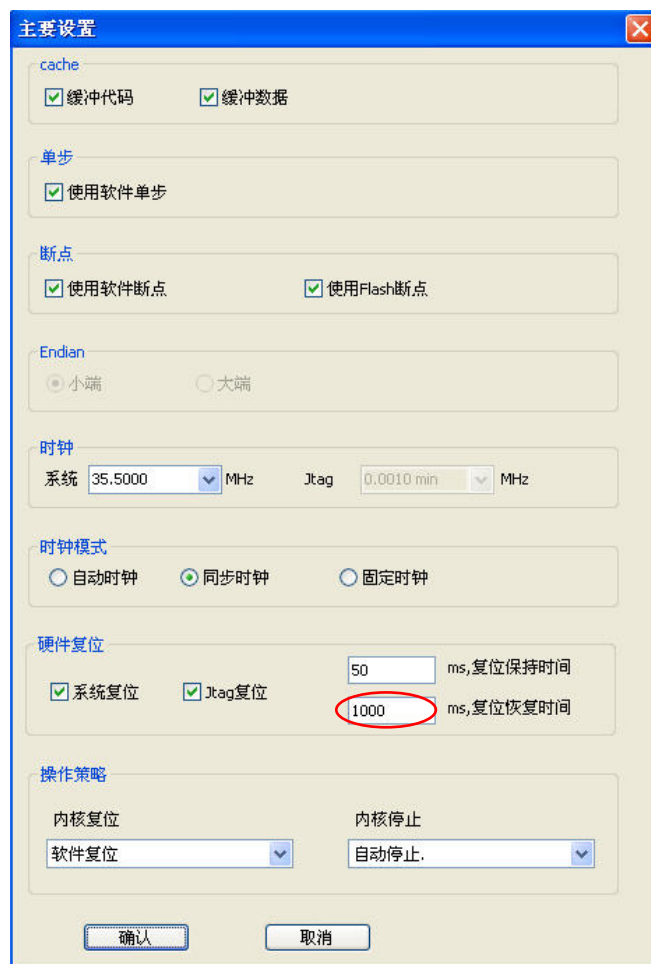 主要设置
cache
缓冲代码 缓冲数据
单步
使用软件单步
断点
使用软件断点 使用Flash断点
Endian
小端 大端
时钟
系统 35.5000 MHz Jtag 0.0010 min MHz
时钟模式
自动时钟 同步时钟 固定时钟
硬件复位
系统复位 Jtag复位 50 ms,复位保持时间
1000 ms,复位恢复时间
操作策略
内核复位 内核停止
软件复位 自动停止.
确认 取消